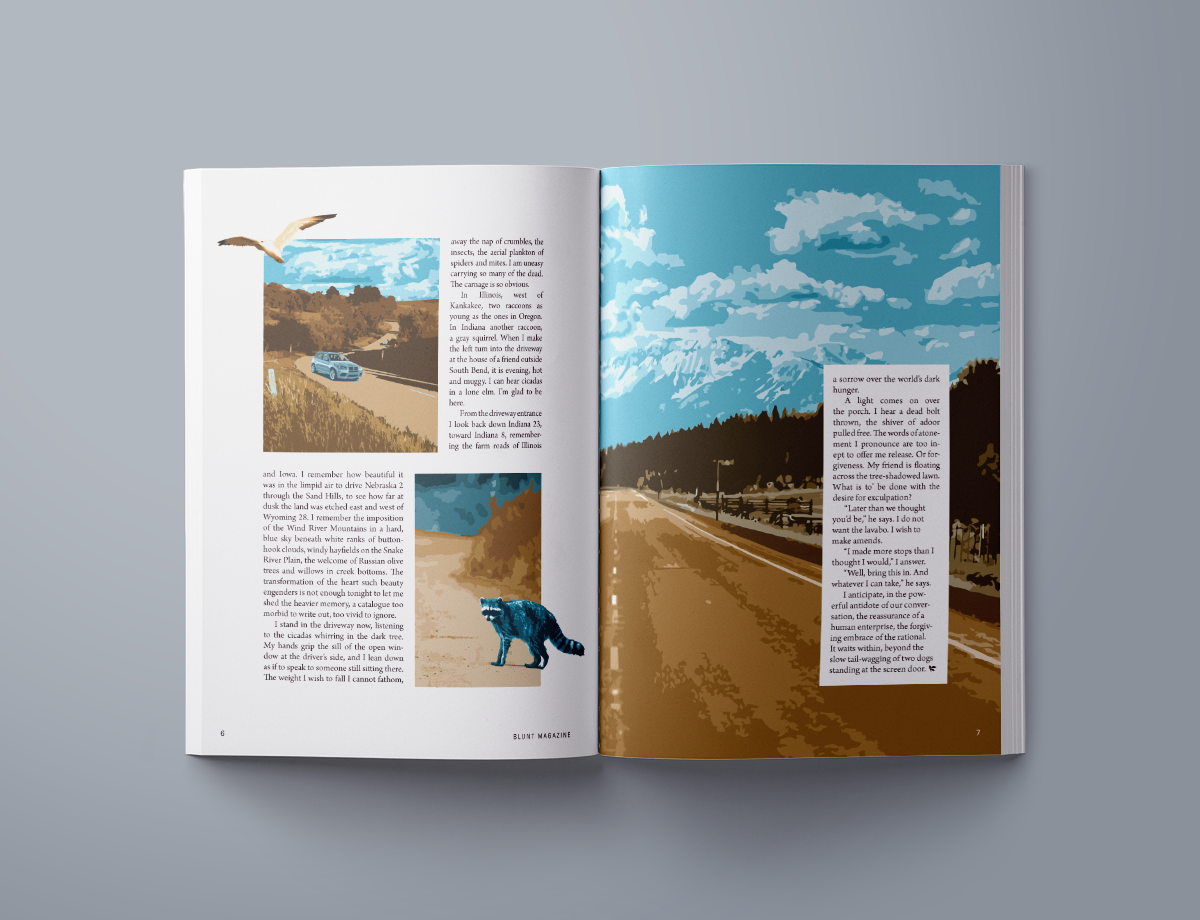 away the nap of crumbles, the
insects, the aerial plankton of
spiders and mites. I am uneasy
carrying so many of the dead.
The carnage is so obvious.
In Illinois, west of
Kankakee, two raccoons as
young as the ones in Oregon.
In Indiana another raccoon,
a gray squirrel. When I make
the left turn into the driveway
at the house of a friend outside
South Bend, it is evening, hot
and muggy. I can hear cicadas
in a lone elm. I'm glad to be
here.
From the driveway entrance
I look back down Indiana 23,
toward Indiana 8, remember-
ing the farm roads of Illinois
and Iowa. I remember how beautiful it
was in the limpid air to drive Nebraska 2
through the Sand Hills, to see how far at
dusk the land was etched east and west of
Wyoming 28. I remember the imposition
of the Wind River Mountains in a hard,
blue sky beneath white ranks of button-
hook clouds, windy hayfields on the Snake
River Plain, the welcome of Russian olive
trees and willows in creek bottoms. The
transformation of the heart such beauty
engenders is not enough tonight to let me
shed the heavier memory, a catalogue too
morbid to write out, too vivid to ignore.
I stand in the driveway now, listening
to the cicadas whirring in the dark tree.
My hands grip the sill of the open win-
dow at the driver's side, and I lean down
as if to speak to someone still sitting there.
The weight I wish to fall I cannot fathom,
6
BLUNT MAGAZINE
a sorrow over the world's dark
hunger.
A light comes on over
the porch. I hear a dead bolt
thrown, the shiver of adoor
pulled free. The words of atone-
ment I pronounce are too in-
ept to offer me release. Or for-
giveness. My friend is floating
across the tree-shadowed lawn.
What is to' be done with the
desire for exculpation?
"Later than we thought
you'd be," he says. I do not
want the lavabo. I wish to
make amends.
"I made more stops than I
thought I would," I answer.
"Well, bring this in. And
whatever I can take," he says.
I anticipate, in the pow-
erful antidote of our conver-
sation, the reassurance of a
human enterprise, the forgiv-
ing embrace of the rational.
It waits within, beyond the
slow tail-wagging of two dogs
standing at the screen door.
7